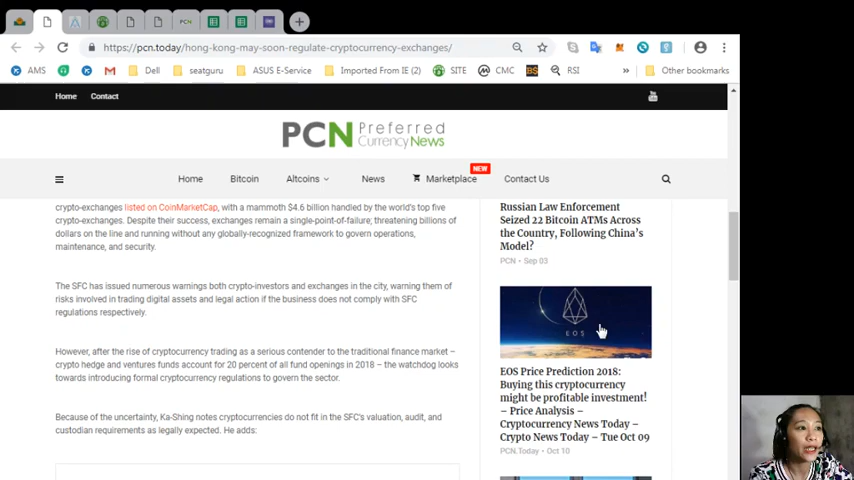 https://pcn.today/hong-kong-may-soon-regulate-cryptocurrency-exchanges/
AMS
Dell
seatguru
ASUS E-Service
Imported From IE (2)
SITE
CMC
RSI
Other bookmarks
Home
Contact
PCN Preferred
Currency News
NEW
Home
Bitcoin
Altcoins
News
Marketplace
Contact Us
crypto-exchanges listed on CoinMarketCap, with a mammoth $4.6 billion handled by the world's top five
crypto-exchanges. Despite their success, exchanges remain a single-point-of-failure; threatening billions of
dollars on the line and running without any globally-recognized framework to govern operations,
maintenance, and security.
The SFC has issued numerous warnings both crypto-investors and exchanges in the city, warning them of
risks involved in trading digital assets and legal action if the business does not comply with SFC
regulations respectively.
However, after the rise of cryptocurrency trading as a serious contender to the traditional finance market –
crypto hedge and ventures funds account for 20 percent of all fund openings in 2018 – the watchdog looks
towards introducing formal cryptocurrency regulations to govern the sector.
Because of the uncertainty, Ka-Shing notes cryptocurrencies do not fit in the SFC's valuation, audit, and
custodian requirements as legally expected. He adds:
Russian Law Enforcement
Seized 22 Bitcoin ATMs Across
the Country, Following China's
Model?
PCN • Sep 03
EOS
EOS Price Prediction 2018:
Buying this cryptocurrency
might be profitable investment!
– Price Analysis –
Cryptocurrency News Today –
Crypto News Today – Tue Oct 09
PCN.Today • Oct 10